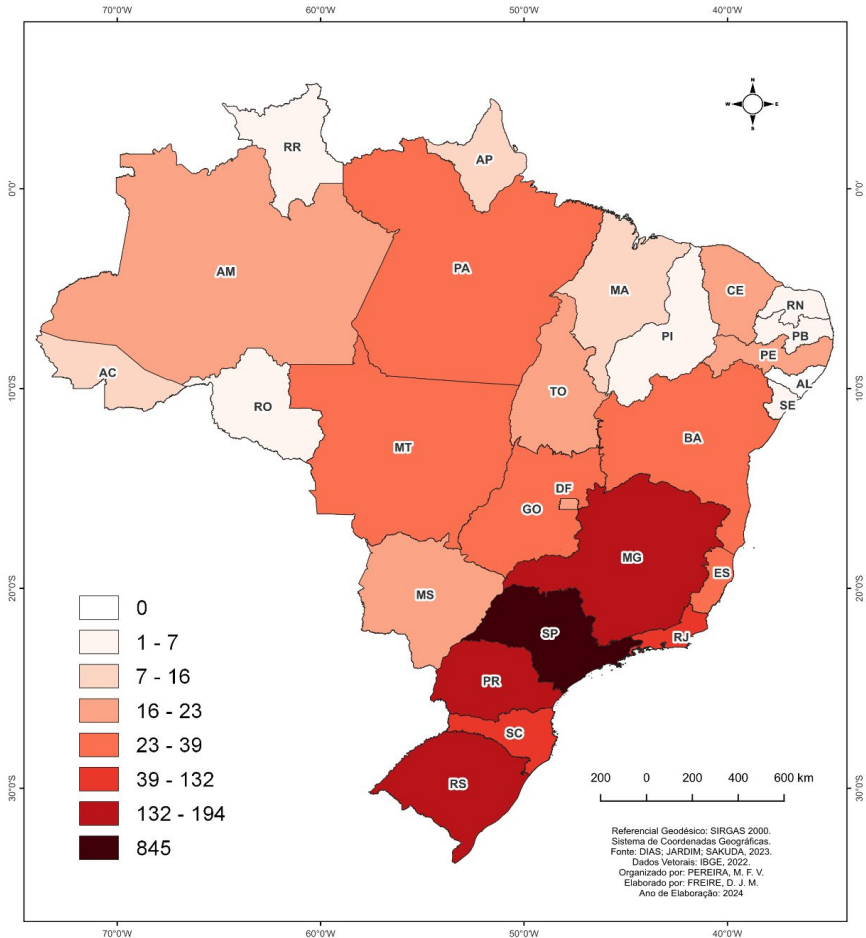 70°0'W 60°0'W 50°0'W 40°0'W
N
W E
S
RR
AP
0°0' 0°0'
AM
PA
MA
CE
RN
PI
PB
PE
AC
AL
TO
10°0'S 10°0'S
SE
RO
BA
MT
DF
GO
MG
ES
20°0'S 20°0'S
MS
0
SP
RJ
1 - 7
7 - 16
PR
16 - 23
SC
23 - 39
39 - 132
RS
30°0'S 30°0'S
132 - 194
845
200 0 200 400 600 km
Referencial Geodésico: SIRGAS 2000.
Sistema de Coordenadas Geográficas.
Fonte: DIAS; JARDIM; SAKUDA, 2023.
Dados Vetorais: IBGE, 2022.
Organizado por: PEREIRA, M. F. V.
Elaborado por: FREIRE, D. J. M.
Ano de Elaboração: 2024
70°0'W 60°0'W 50°0'W 40°0'W